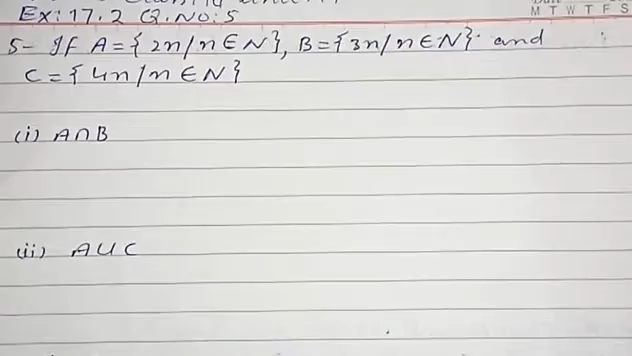 Ex: 17.2 Q.No: 5
M T W T F S
5- If A = { 2n / n ∈ N }, B = { 3n / n ∈ N } and
C = { 4n / n ∈ N }
(i) A ∩ B
(ii) A ∪ C